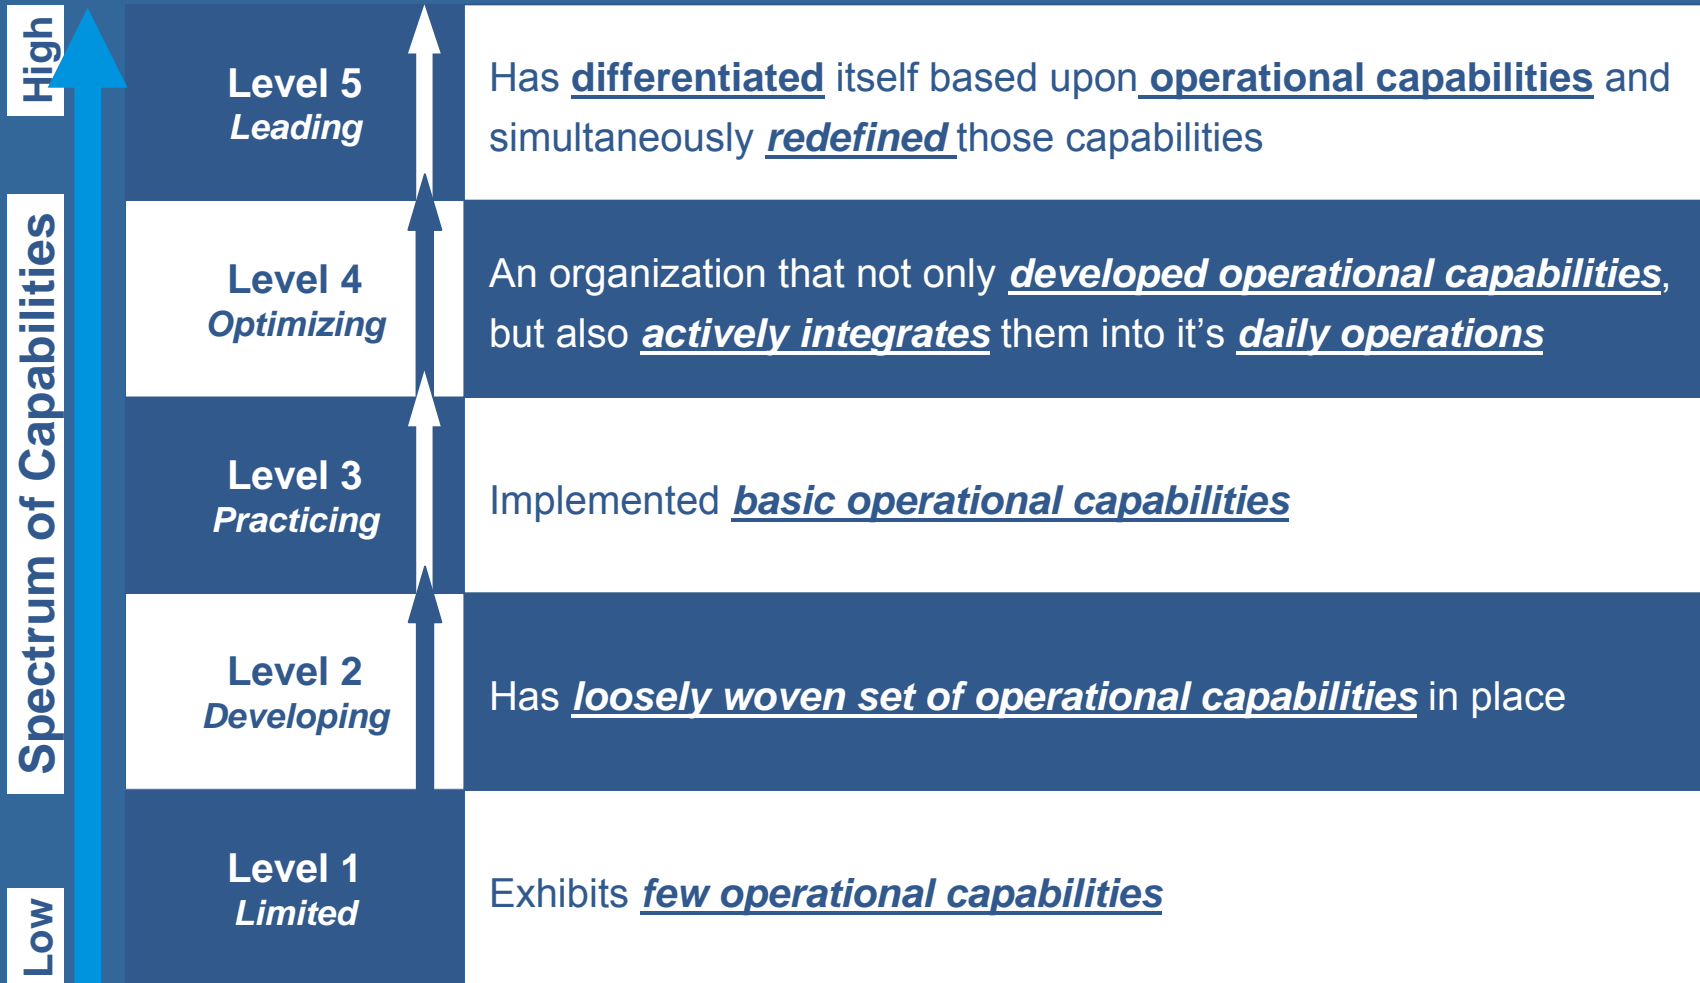 High
Level 5
Leading
Has differentiated itself based upon operational capabilities and
simultaneously redefined those capabilities
Spectrum of Capabilities
Level 4
Optimizing
An organization that not only developed operational capabilities,
but also actively integrates them into it’s daily operations
Level 3
Practicing
Implemented basic operational capabilities
Level 2
Developing
Has loosely woven set of operational capabilities in place
Level 1
Limited
Exhibits few operational capabilities
Low